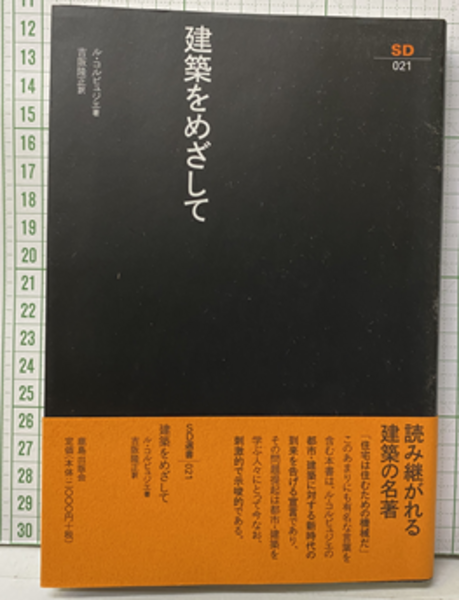 SD
021
建築をめざして
ル・コルビュジエ著
吉阪隆正訳
読み継がれる
建築の名著
「住宅は住むための機械だ」
このあまりにも有名な言葉を
含む本書は、ル・コルビュジエの
都市・建築に対する新時代の
到来を告げる宣言であり、
その問題提起は都市・建築を
学ぶ人々にとって今なお、
刺激的で示唆的である。
SD選書 021
建築をめざして
ル・コルビュジエ著
吉阪隆正訳
鹿島出版会
定価(本体二〇〇〇円+税)
11
12
13
14
15
16
17
18
19
20
21
22
23
24
25
26
27
28
29
30